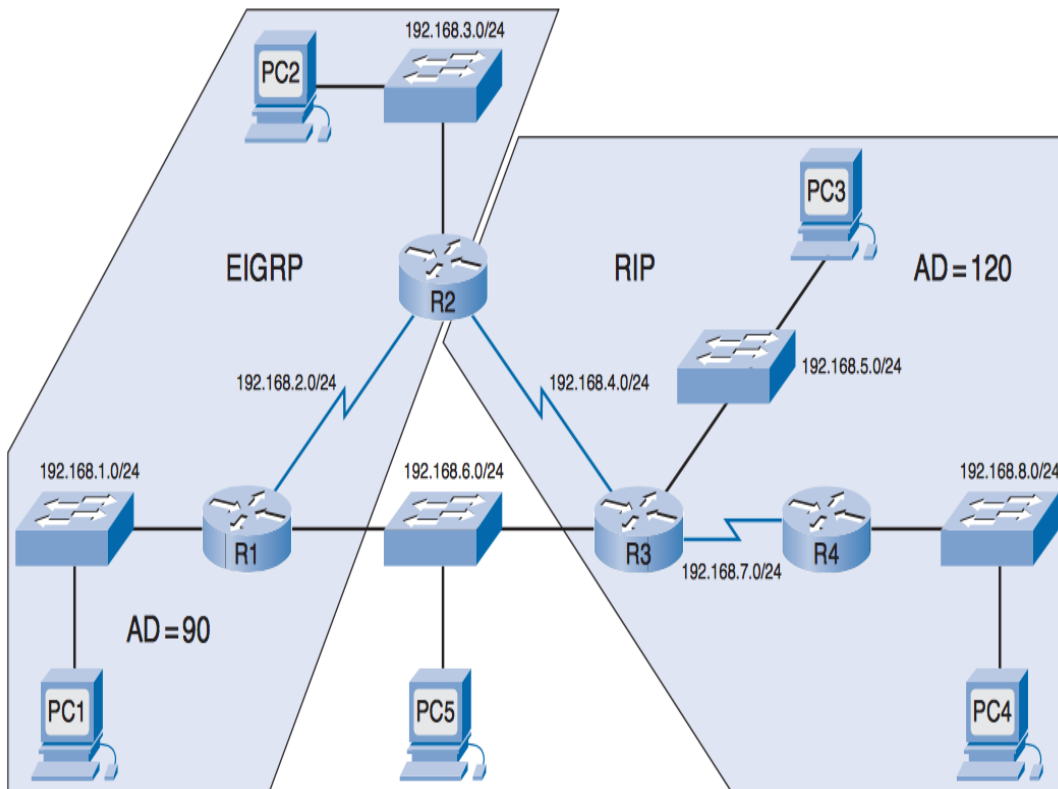 192.168.3.0/24
PC2
PC3
EIGRP
RIP
AD=120
R2
192.168.2.0/24
192.168.4.0/24
192.168.5.0/24
192.168.1.0/24
192.168.6.0/24
192.168.8.0/24
R1
R3
R4
192.168.7.0/24
AD=90
PC1
PC5
PC4